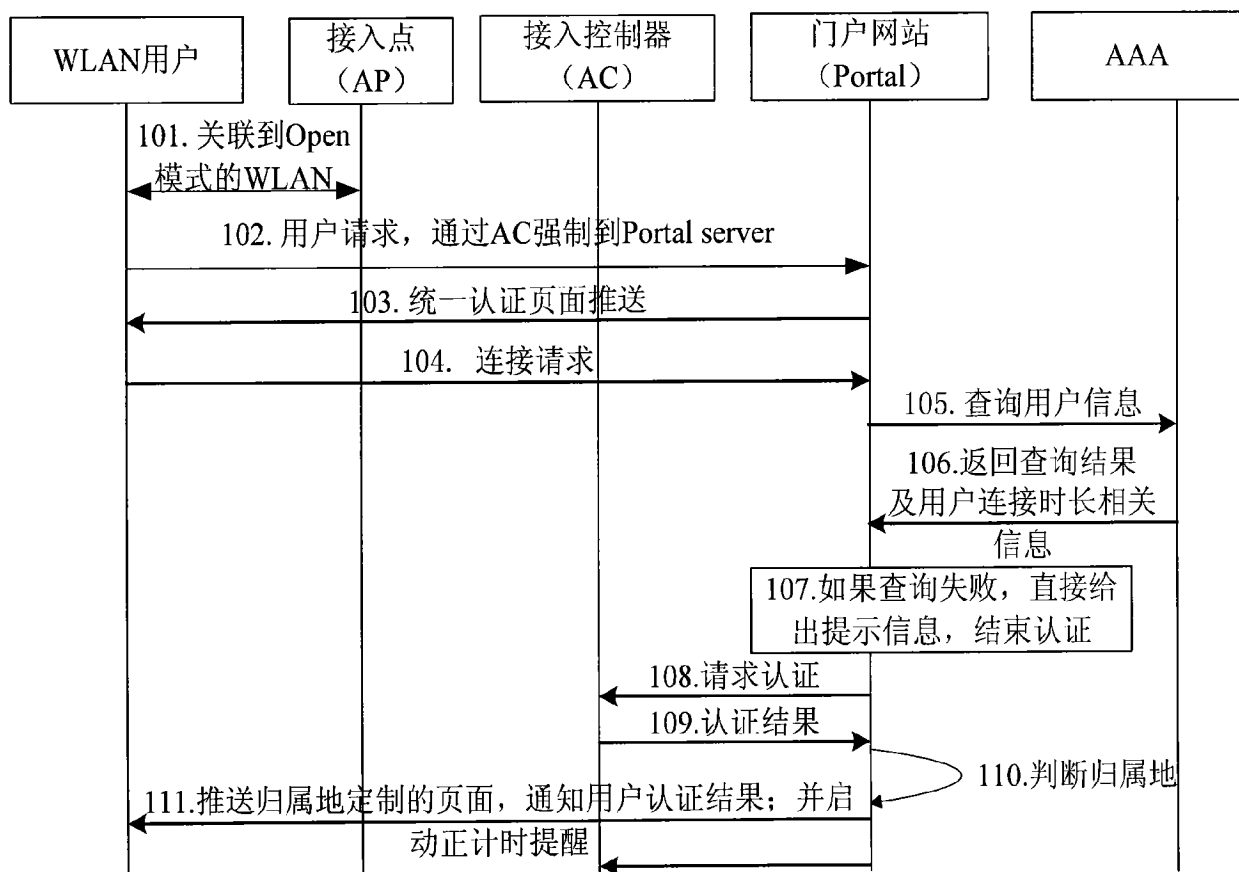 WLAN用户
接入点
（AP）
接入控制器
（AC）
门户网站
（Portal）
AAA
101. 关联到Open
模式的WLAN
102. 用户请求，通过AC强制到Portal server
103. 统一认证页面推送
104. 连接请求
105. 查询用户信息
106.返回查询结果
及用户连接时长相关
信息
107.如果查询失败，直接给
出提示信息，结束认证
108.请求认证
109.认证结果
110.判断归属地
111.推送归属地定制的页面，通知用户认证结果；并启
动正计时提醒